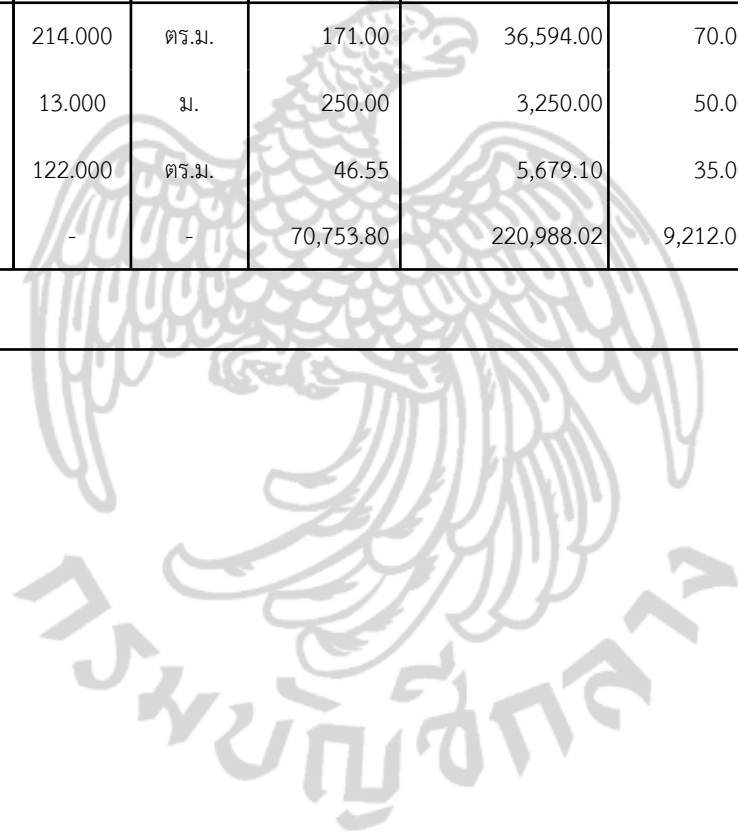 214.000 ตร.ม. 171.00 36,594.00 70.0
13.000 ม. 250.00 3,250.00 50.0
122.000 ตร.ม. 46.55 5,679.10 35.0
- - 70,753.80 220,988.02 9,212.0
กรมบัญชีกลาง